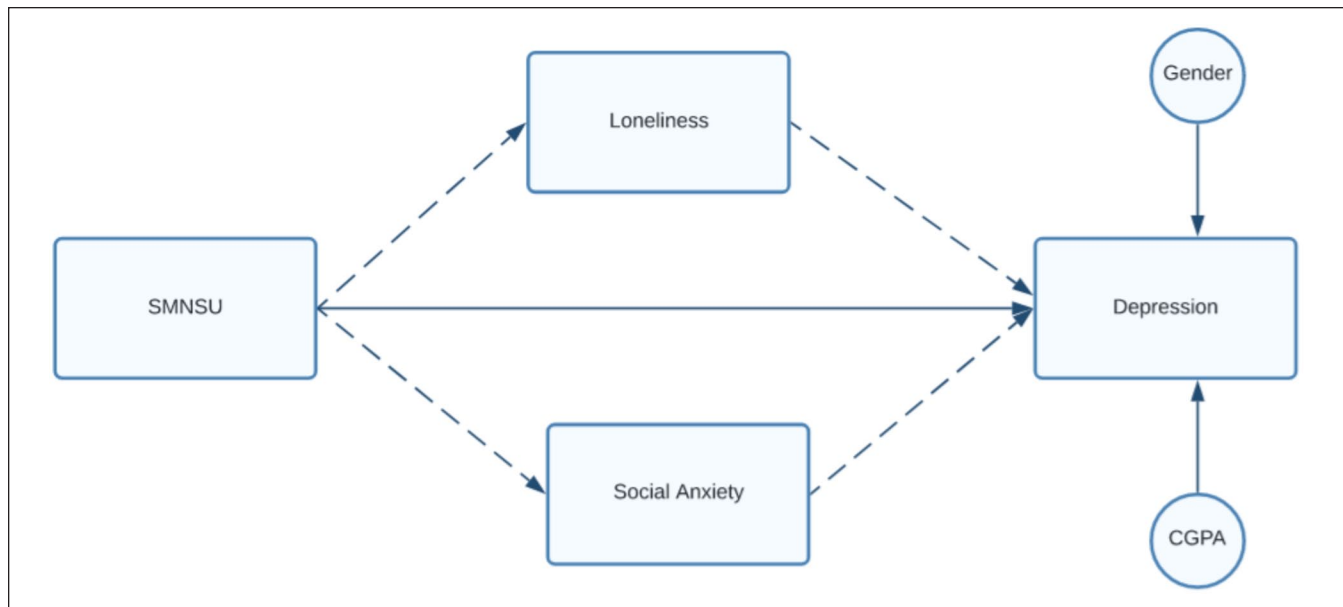 Gender
Loneliness
SMNSU
Depression
Social Anxiety
CGPA